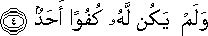 وَلَمْ يَكُن لَّهُۥ كُفُوًا أَحَدٌۢ ﴿٤﴾